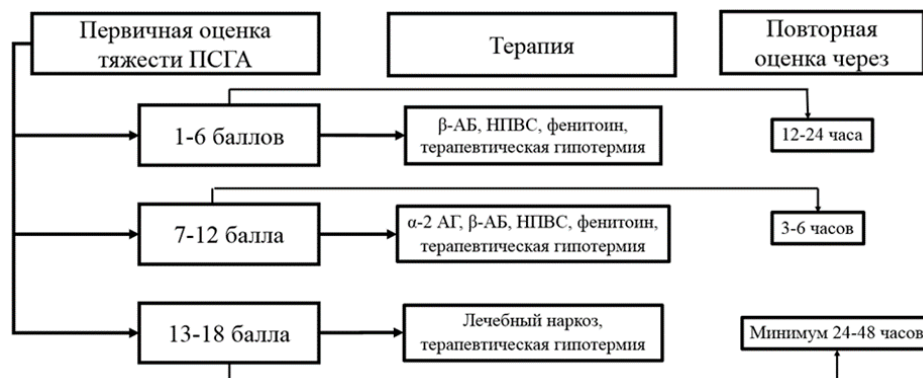 Первичная оценка
тяжести ПСГА
Терапия
Повторная
оценка через
1-6 баллов
β-АБ, НПВС, фенитоин,
терапевтическая гипотермия
12-24 часа
7-12 балла
α-2 АГ, β-АБ, НПВС, фенитоин,
терапевтическая гипотермия
3-6 часов
13-18 балла
Лечебный наркоз,
терапевтическая гипотермия
Минимум 24-48 часов